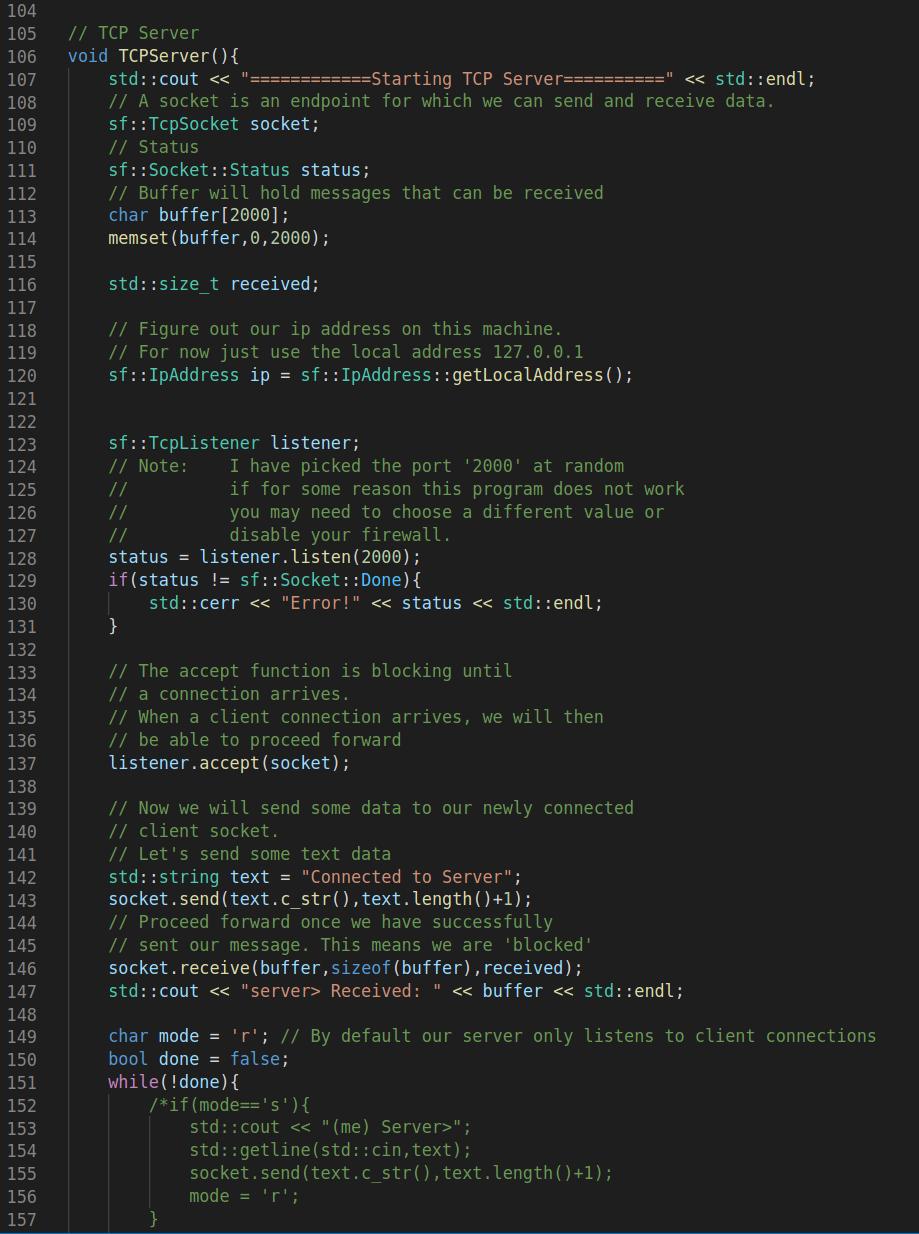 104
105 // TCP Server
106 void TCPServer(){
107     std::cout << "============Starting TCP Server==========" << std::endl;
108     // A socket is an endpoint for which we can send and receive data.
109     sf::TcpSocket socket;
110     // Status
111     sf::Socket::Status status;
112     // Buffer will hold messages that can be received
113     char buffer[2000];
114     memset(buffer,0,2000);
115
116     std::size_t received;
117
118     // Figure out our ip address on this machine.
119     // For now just use the local address 127.0.0.1
120     sf::IpAddress ip = sf::IpAddress::getLocalAddress();
121
122
123     sf::TcpListener listener;
124     // Note:    I have picked the port '2000' at random
125     //          if for some reason this program does not work
126     //          you may need to choose a different value or
127     //          disable your firewall.
128     status = listener.listen(2000);
129     if(status != sf::Socket::Done){
130         std::cerr << "Error!" << status << std::endl;
131     }
132
133     // The accept function is blocking until
134     // a connection arrives.
135     // When a client connection arrives, we will then
136     // be able to proceed forward
137     listener.accept(socket);
138
139     // Now we will send some data to our newly connected
140     // client socket.
141     // Let's send some text data
142     std::string text = "Connected to Server";
143     socket.send(text.c_str(),text.length()+1);
144     // Proceed forward once we have successfully
145     // sent our message. This means we are 'blocked'
146     socket.receive(buffer,sizeof(buffer),received);
147     std::cout << "server> Received: " << buffer << std::endl;
148
149     char mode = 'r'; // By default our server only listens to client connections
150     bool done = false;
151     while(!done){
152         /*if(mode=='s'){
153             std::cout << "(me) Server>";
154             std::getline(std::cin,text);
155             socket.send(text.c_str(),text.length()+1);
156             mode = 'r';
157         }